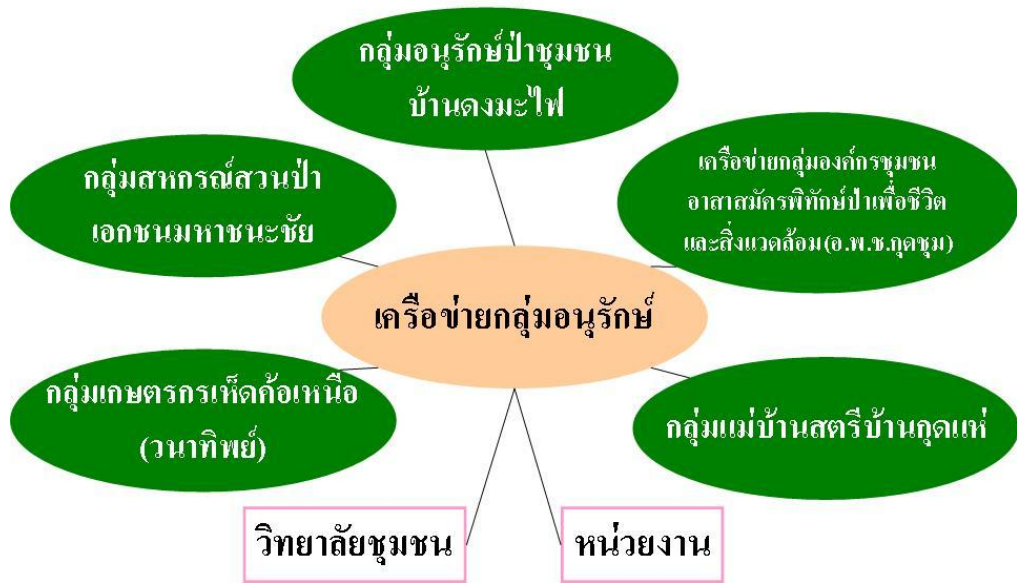 กลุ่มอนุรักษ์ป่าชุมชน
บ้านดงมะไฟ
กลุ่มสหกรณ์สวนป่า
เอกชนมหาชนะชัย
เครือข่ายกลุ่มองค์กรชุมชน
อาสาสมัครพิทักษ์ป่าเพื่อชีวิต
และสิ่งแวดล้อม(อ.พ.ช.กุดชุม)
เครือข่ายกลุ่มอนุรักษ์
กลุ่มเกษตรกรเห็ดค้อเหนือ
(วนาทิพย์)
กลุ่มแม่บ้านสตรีบ้านกุดแห่
วิทยาลัยชุมชน
หน่วยงาน